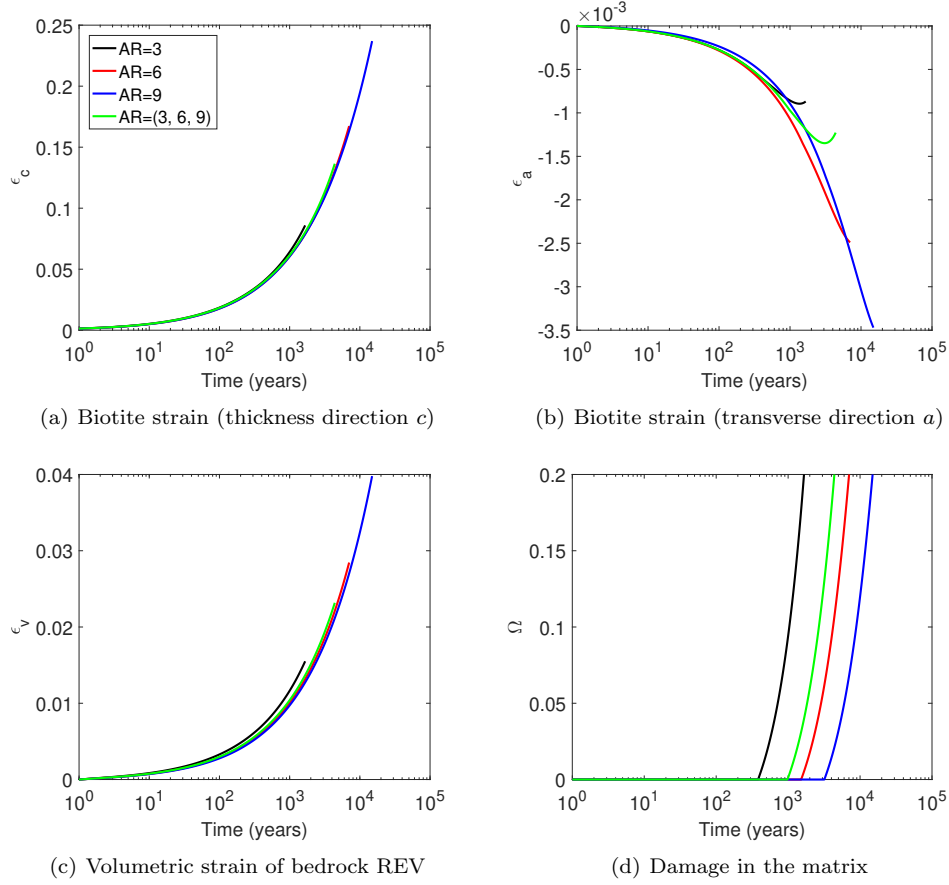 0.25
0.2
0.15
0.1
0.05
0
ϵc
AR=3
AR=6
AR=9
AR=(3, 6, 9)
10^0 10^1 10^2 10^3 10^4 10^5
Time (years)
(a) Biotite strain (thickness direction c)
×10^-3
0
-0.5
-1
-1.5
-2
-2.5
-3
-3.5
ϵa
10^0 10^1 10^2 10^3 10^4 10^5
Time (years)
(b) Biotite strain (transverse direction a)
0.04
0.03
0.02
0.01
0
ϵv
10^0 10^1 10^2 10^3 10^4 10^5
Time (years)
(c) Volumetric strain of bedrock REV
0.2
0.15
0.1
0.05
0
Ω
10^0 10^1 10^2 10^3 10^4 10^5
Time (years)
(d) Damage in the matrix